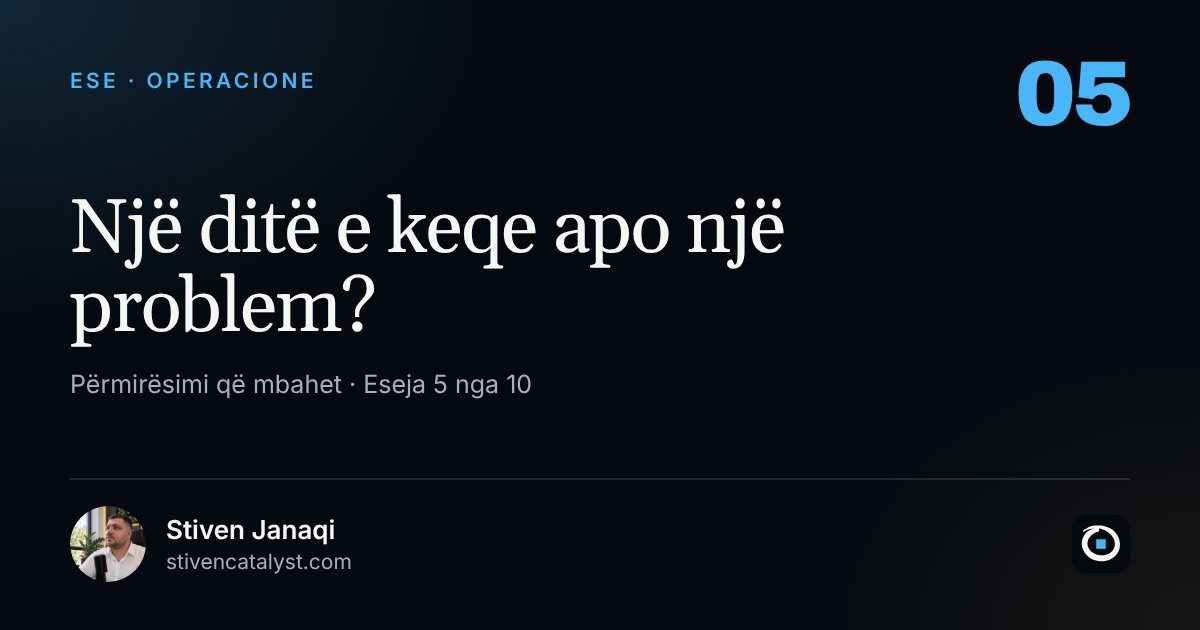 ESE · OPERACIONE
05
Një ditë e keqe apo një
problem?
Përmirësimi që mbahet · Eseja 5 nga 10
Stiven Janaqi
stivencatalyst.com